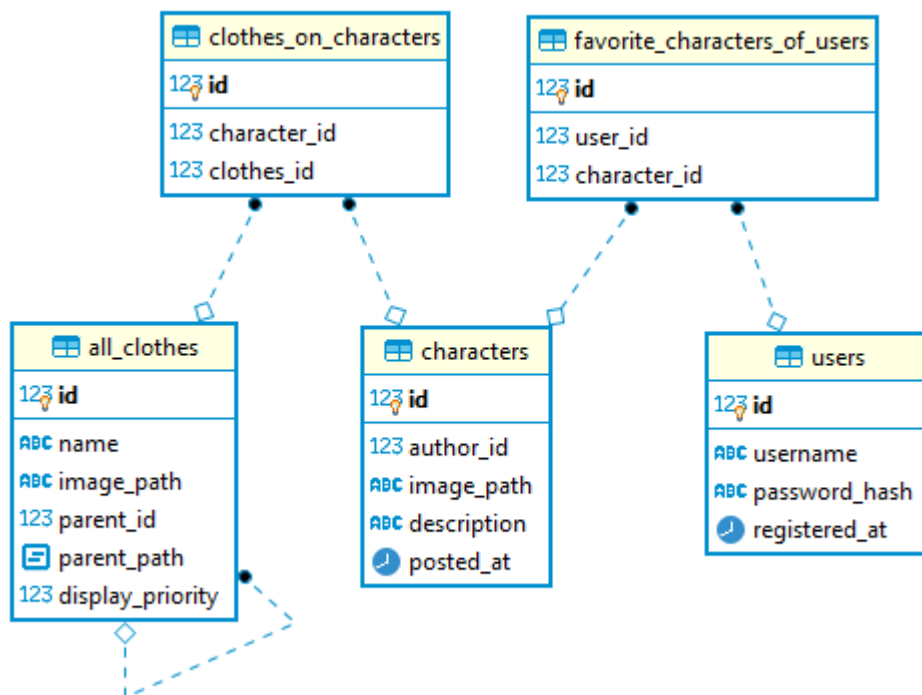 clothes_on_characters
123 id
123 character_id
123 clothes_id
favorite_characters_of_users
123 id
123 user_id
123 character_id
all_clothes
123 id
ABC name
ABC image_path
123 parent_id
parent_path
123 display_priority
characters
123 id
123 author_id
ABC image_path
ABC description
posted_at
users
123 id
ABC username
ABC password_hash
registered_at